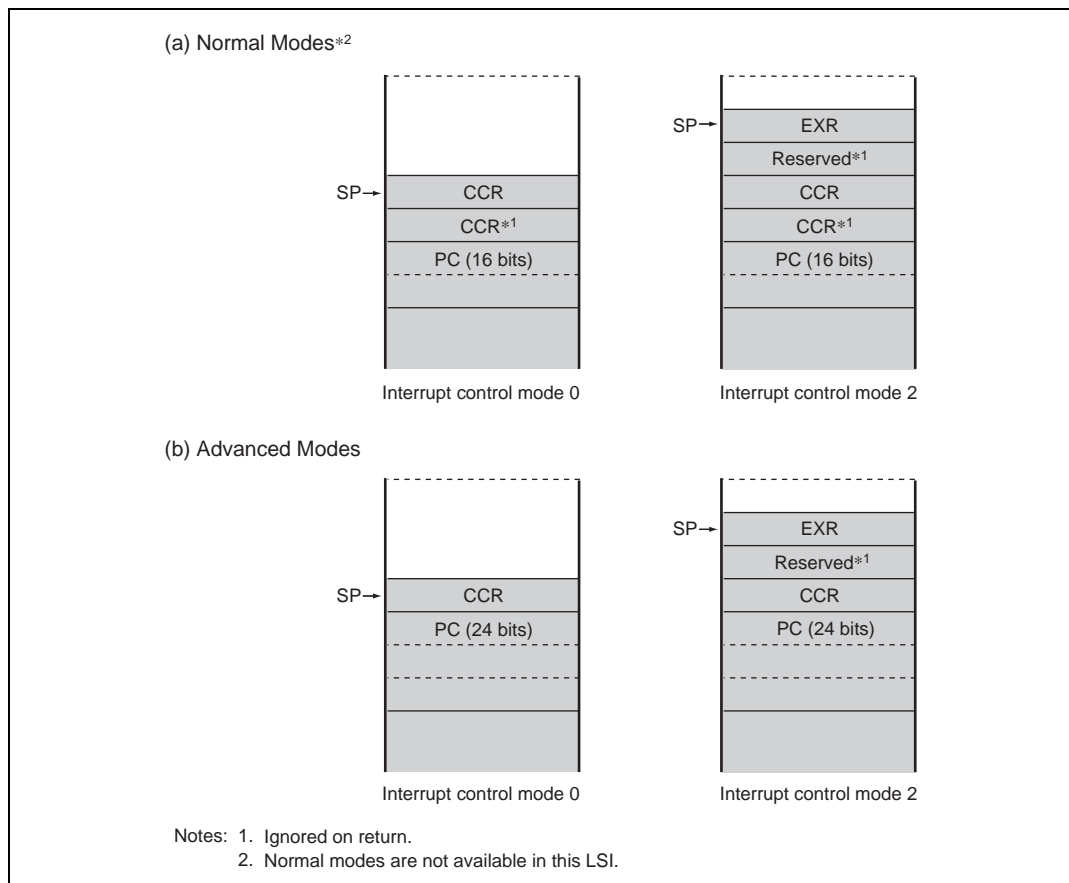 (a) Normal Modes*2
SP→ EXR
Reserved*1
SP→ CCR CCR
CCR*1 CCR*1
PC (16 bits) PC (16 bits)
Interrupt control mode 0 Interrupt control mode 2
(b) Advanced Modes
SP→ EXR
Reserved*1
SP→ CCR CCR
PC (24 bits) PC (24 bits)
Interrupt control mode 0 Interrupt control mode 2
Notes: 1. Ignored on return.
2. Normal modes are not available in this LSI.